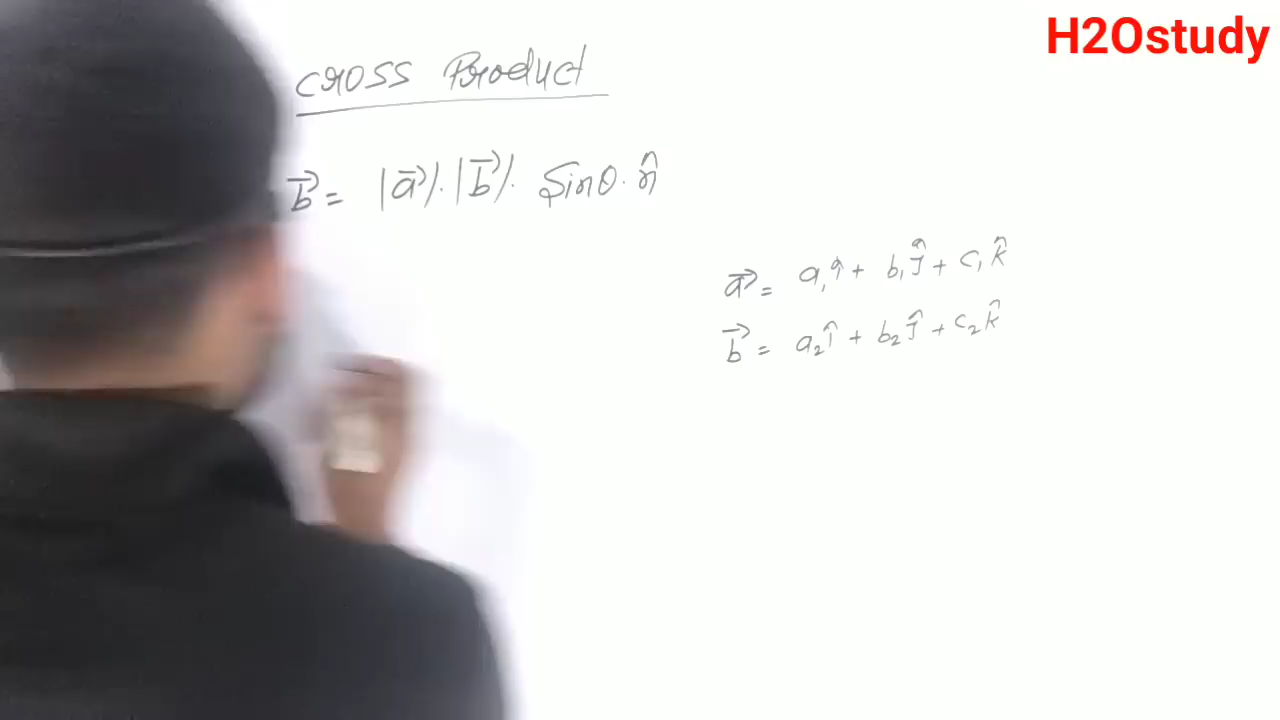 H2Ostudy
CROSS Product
b⃗ = |a⃗|.|b⃗|. Sinθ.n̂
a⃗ = a₁î + b₁ĵ + c₁k̂
b⃗ = a₂î + b₂ĵ + c₂k̂